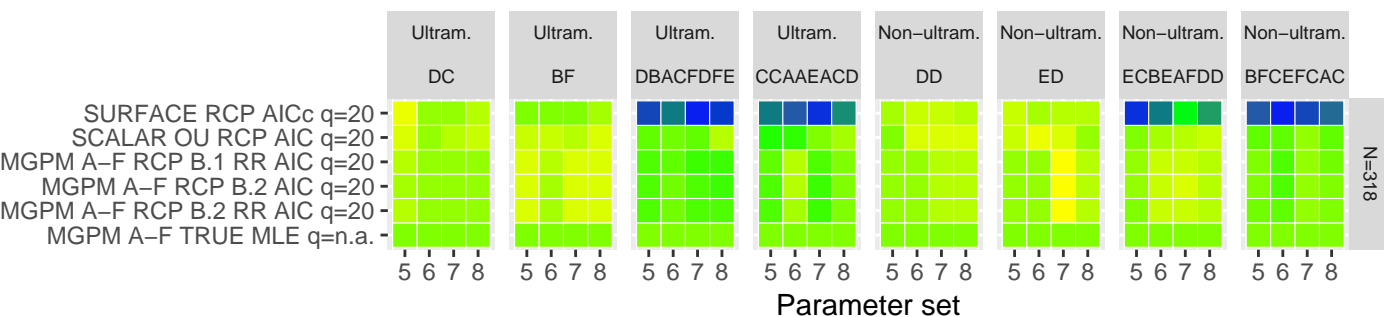 Ultram. Ultram. Ultram. Ultram. Non−ultram. Non−ultram. Non−ultram. Non−ultram.
DC BF DBACFDFE CCAAEACD DD ED ECBEAFDD BFCEFCAC
SURFACE RCP AICc q=20
SCALAR OU RCP AIC q=20
MGPM A−F RCP B.1 RR AIC q=20
MGPM A−F RCP B.2 AIC q=20
MGPM A−F RCP B.2 RR AIC q=20
MGPM A−F TRUE MLE q=n.a.
N=318
5 6 7 8 5 6 7 8 5 6 7 8 5 6 7 8 5 6 7 8 5 6 7 8 5 6 7 8 5 6 7 8
Parameter set